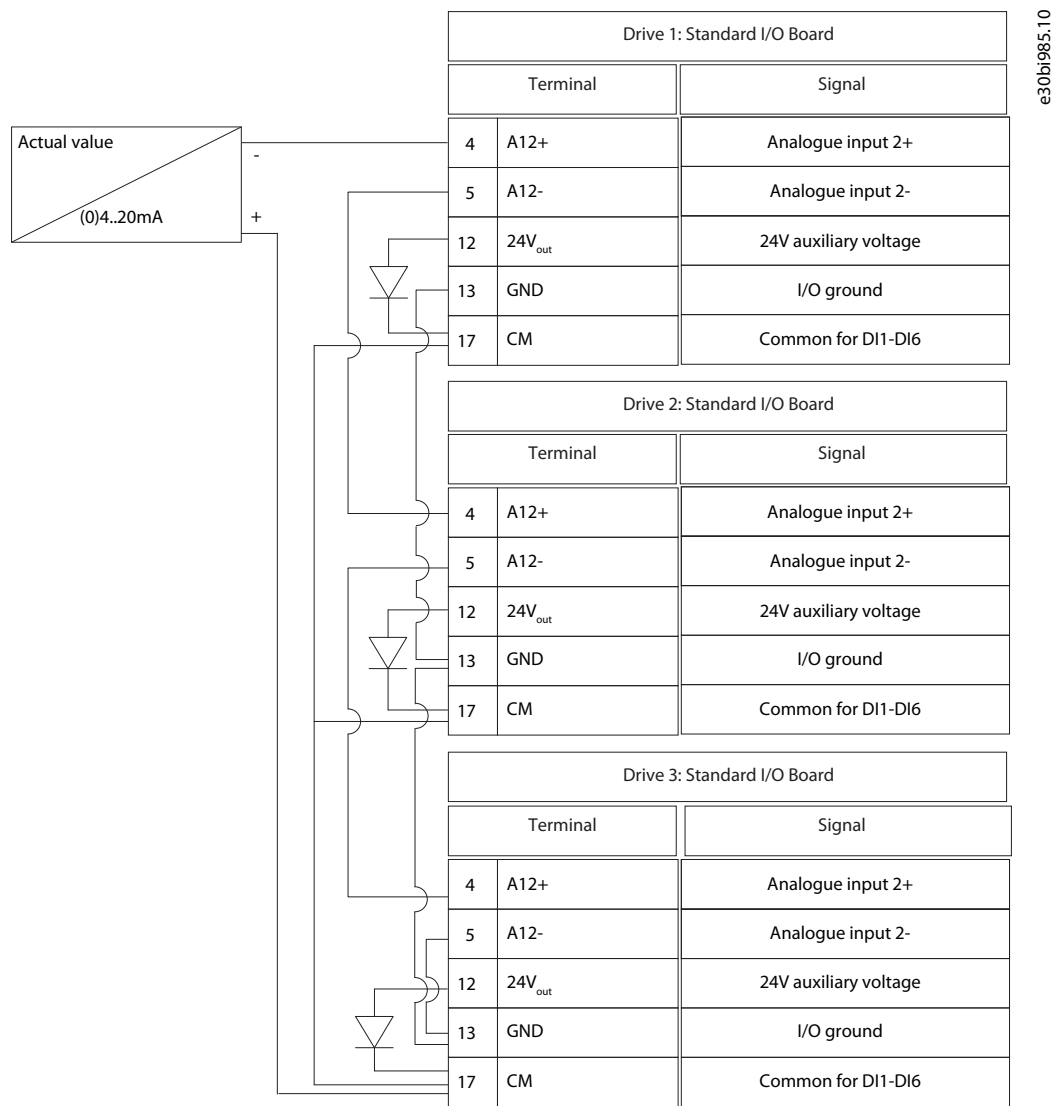 e30bi985.10
Drive 1: Standard I/O Board
Terminal Signal
Actual value
(0)4..20mA
-
+
4 A12+ Analogue input 2+
5 A12- Analogue input 2-
12 24Vout 24V auxiliary voltage
13 GND I/O ground
17 CM Common for DI1-DI6
Drive 2: Standard I/O Board
Terminal Signal
4 A12+ Analogue input 2+
5 A12- Analogue input 2-
12 24Vout 24V auxiliary voltage
13 GND I/O ground
17 CM Common for DI1-DI6
Drive 3: Standard I/O Board
Terminal Signal
4 A12+ Analogue input 2+
5 A12- Analogue input 2-
12 24Vout 24V auxiliary voltage
13 GND I/O ground
17 CM Common for DI1-DI6